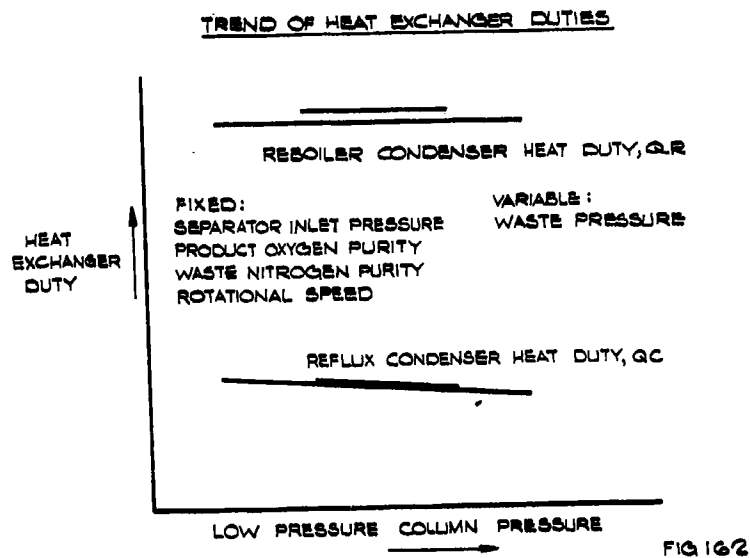 TREND OF HEAT EXCHANGER DUTIES
REBOILER CONDENSER HEAT DUTY, QR
FIXED:
SEPARATOR INLET PRESSURE
PRODUCT OXYGEN PURITY
WASTE NITROGEN PURITY
ROTATIONAL SPEED
VARIABLE:
WASTE PRESSURE
HEAT
EXCHANGER
DUTY
REFLUX CONDENSER HEAT DUTY, QC
LOW PRESSURE COLUMN PRESSURE
FIG 162